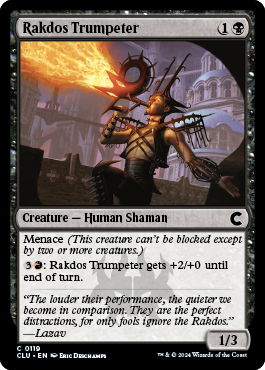 Rakdos Trumpeter 1
Creature — Human Shaman
Menace (This creature can't be blocked except
by two or more creatures.)
3: Rakdos Trumpeter gets +2/+0 until
end of turn.
"The louder their performance, the quieter we
become in comparison. They are the perfect
distractions, for only fools ignore the Rakdos."
—Lazav
1/3
C 0119
CLU • EN Eric Deschamps
™ & © 2024 Wizards of the Coast